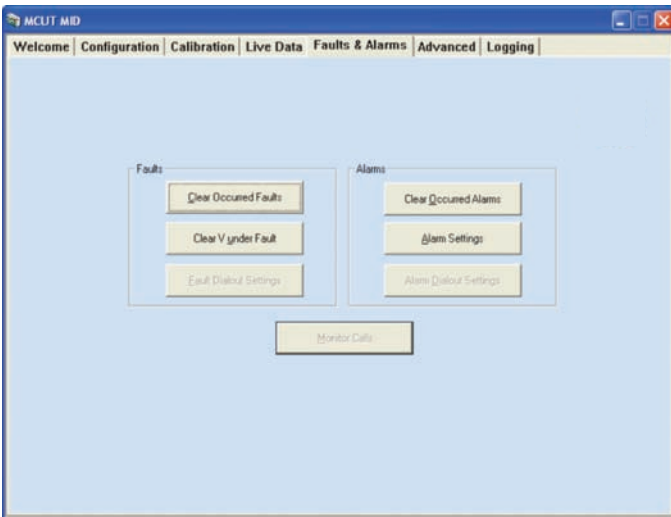 MCUT MID
Welcome Configuration Calibration Live Data Faults & Alarms Advanced Logging
Faults
Clear Occurred Faults
Clear V under Fault
Fault Dialout Settings
Alarms
Clear Occurred Alarms
Alarm Settings
Alarm Dialout Settings
Monitor Calls